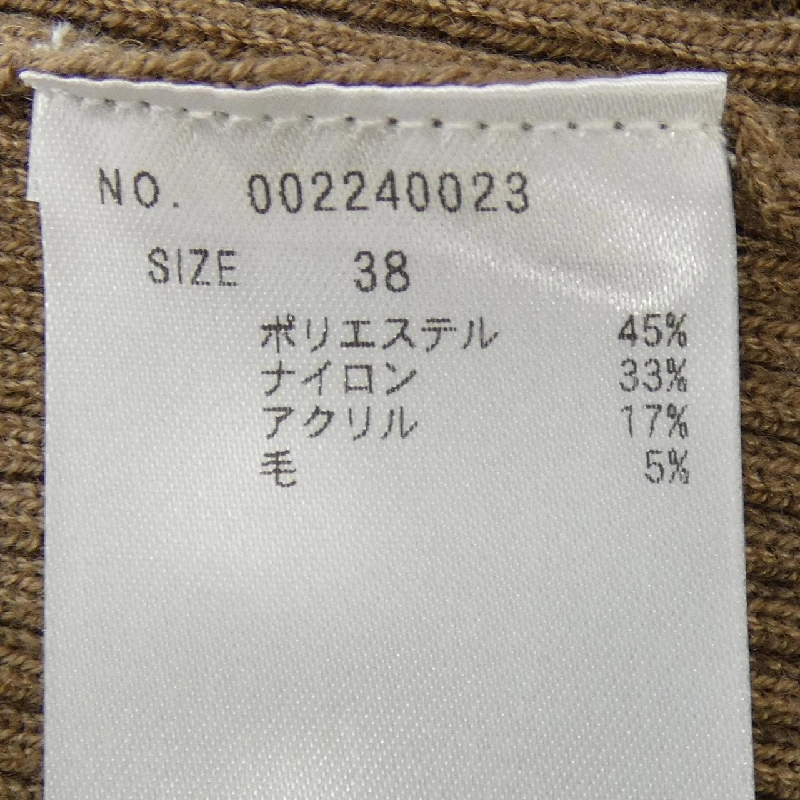 NO. 002240023
SIZE 38
ポリエステル 45%
ナイロン 33%
アクリル 17%
毛 5%